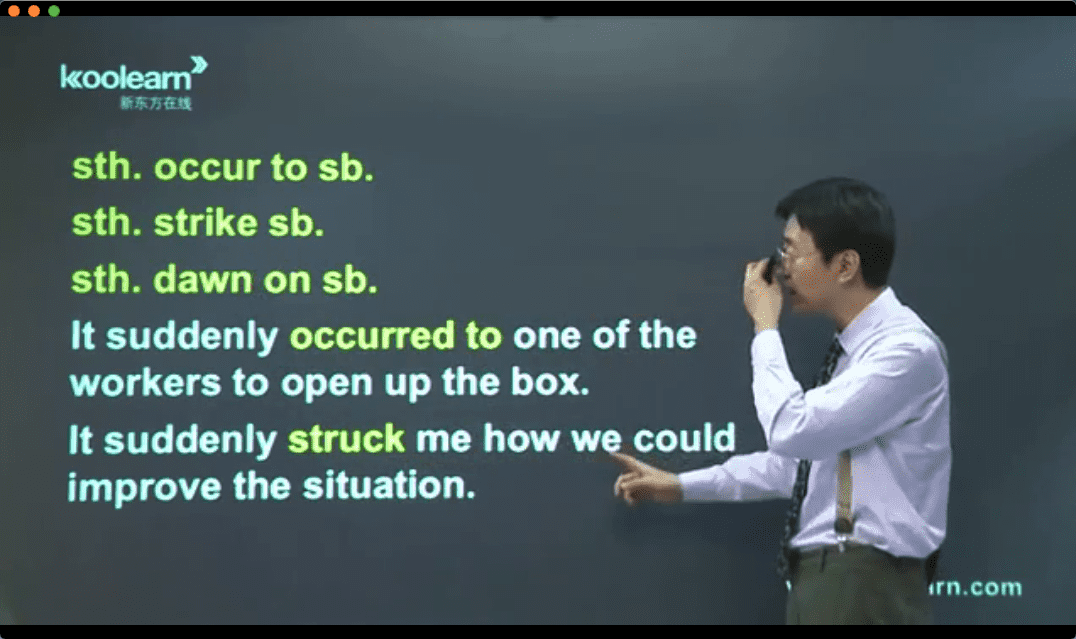 koolearn
新东方在线
sth. occur to sb.
sth. strike sb.
sth. dawn on sb.
It suddenly occurred to one of the
workers to open up the box.
It suddenly struck me how we could
improve the situation.
rn.com